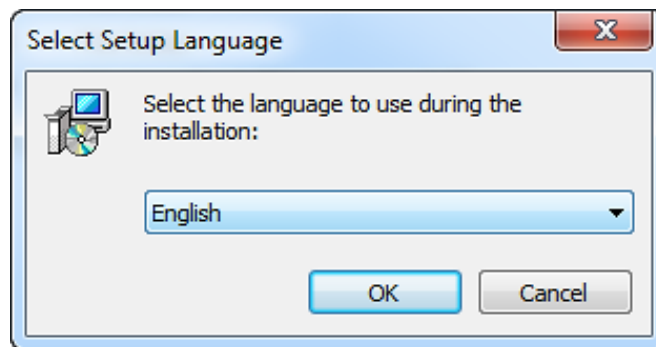 Select Setup Language
Select the language to use during the
installation:
English
OK
Cancel